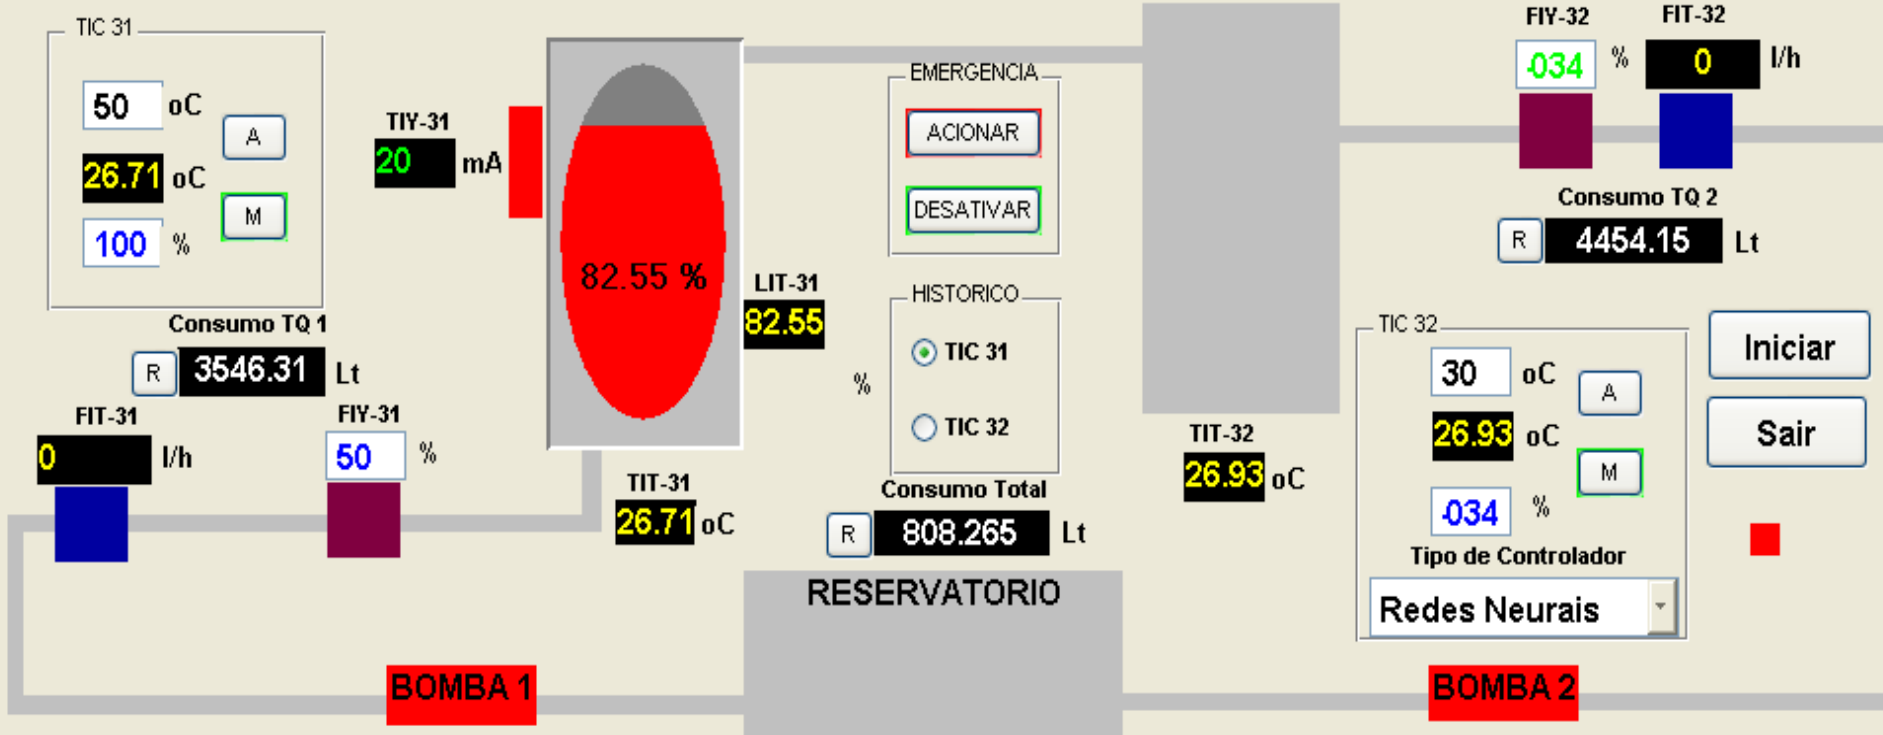 TIC 31
50 oC
A
26.71 oC
M
100 %
Consumo TQ 1
R 3546.31 Lt
FIT-31
0 l/h
FIY-31
50 %
TIY-31
20 mA
82.55 %
LIT-31
82.55
%
TIT-31
26.71 oC
EMERGENCIA
ACIONAR
DESATIVAR
HISTORICO
TIC 31
TIC 32
Consumo Total
R 808.265 Lt
RESERVATORIO
BOMBA 1
TIT-32
26.93 oC
FIY-32
-034 %
FIT-32
0 l/h
Consumo TQ 2
R 4454.15 Lt
TIC 32
30 oC
A
26.93 oC
M
-034 %
Tipo de Controlador
Redes Neurais
Iniciar
Sair
BOMBA 2